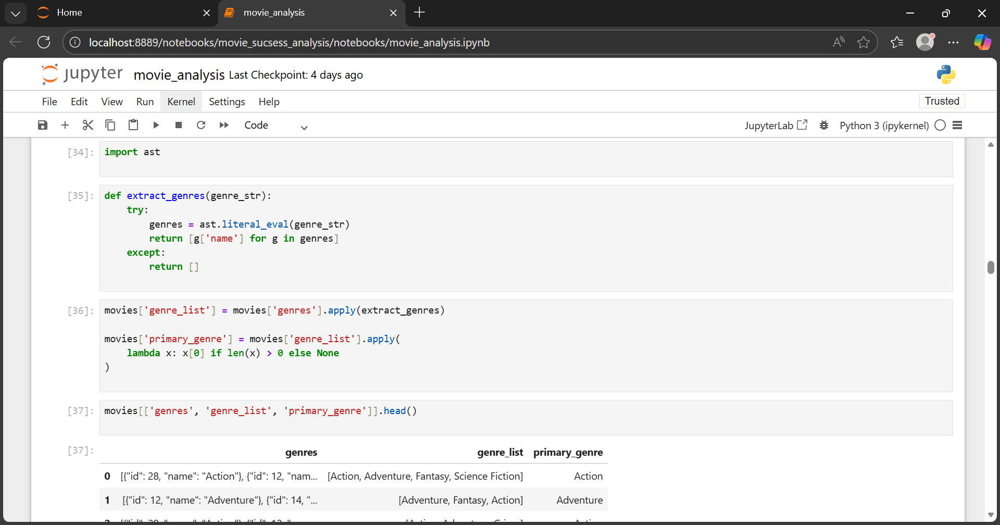 Home
movie_analysis
localhost:8889/notebooks/movie_sucsess_analysis/notebooks/movie_analysis.ipynb
jupyter movie_analysis Last Checkpoint: 4 days ago
File Edit View Run Kernel Settings Help
Trusted
Code
JupyterLab Python 3 (ipykernel)
[34]: import ast
[35]: def extract_genres(genre_str):
    try:
        genres = ast.literal_eval(genre_str)
        return [g['name'] for g in genres]
    except:
        return []
[36]: movies['genre_list'] = movies['genres'].apply(extract_genres)
movies['primary_genre'] = movies['genre_list'].apply(
    lambda x: x[0] if len(x) > 0 else None
)
[37]: movies[['genres', 'genre_list', 'primary_genre']].head()
[37]: genres genre_list primary_genre
0 [{"id": 28, "name": "Action"}, {"id": 12, "nam... [Action, Adventure, Fantasy, Science Fiction] Action
1 [{"id": 12, "name": "Adventure"}, {"id": 14, "... [Adventure, Fantasy, Action] Adventure